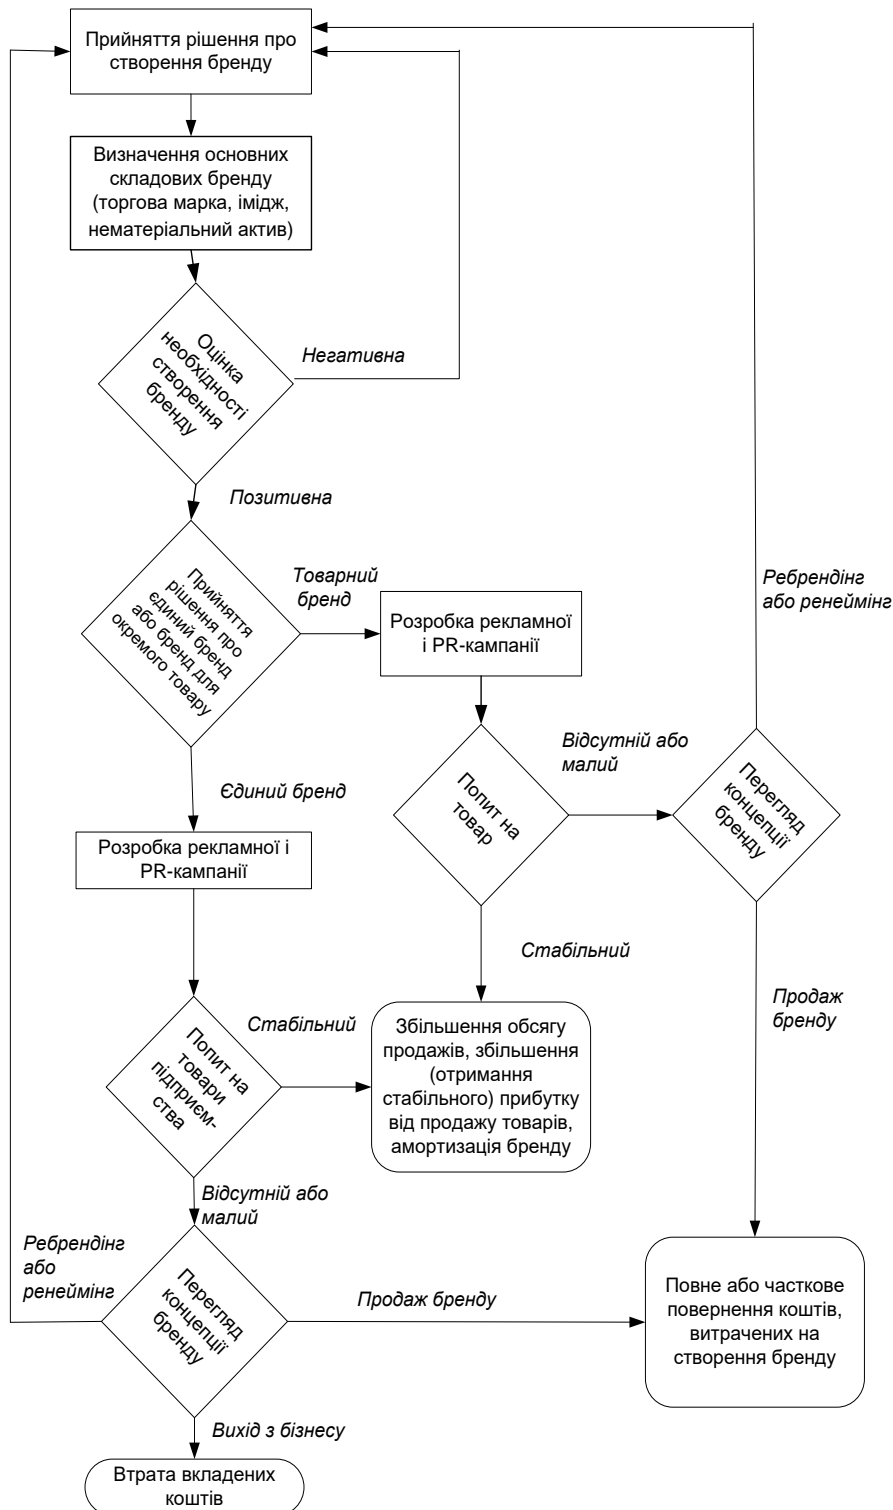 Прийняття рішення про
створення бренду
Визначення основних
складових бренду
(торгова марка, імідж,
нематеріальний актив)
Оцінка
необхідності
створення
бренду
Негативна
Позитивна
Прийняття
рішення про
єдиний бренд
або бренд для
окремого товару
Товарний
бренд
Розробка рекламної
і PR-кампанії
Ребрендінг
або ренеймінг
Відсутній або
малий
Попит на
товар
Перегляд
концепції
бренду
Єдиний бренд
Розробка рекламної і
PR-кампанії
Стабільний
Продаж
бренду
Стабільний
Попит на
товари
підприєм-
ства
Збільшення обсягу
продажів, збільшення
(отримання
стабільного) прибутку
від продажу товарів,
амортизація бренду
Відсутній або
малий
Ребрендінг
або
ренеймінг
Перегляд
концепції
бренду
Продаж бренду
Повне або часткове
повернення коштів,
витрачених на
створення бренду
Вихід з бізнесу
Втрата вкладених
коштів